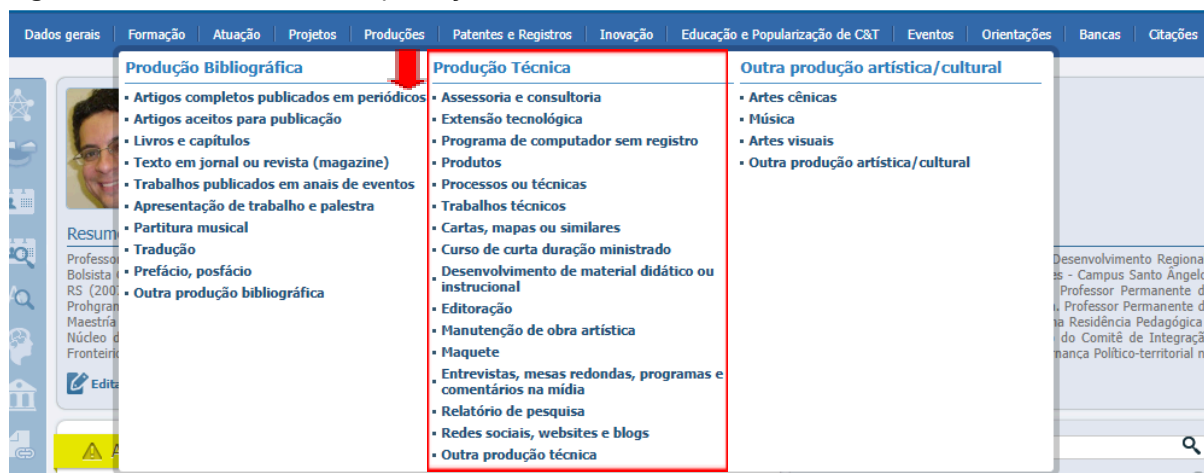 Dados gerais
Formação
Atuação
Projetos
Produções
Patentes e Registros
Inovação
Educação e Popularização de C&T
Eventos
Orientações
Bancas
Citações
Produção Bibliográfica
Artigos completos publicados em periódicos
Artigos aceitos para publicação
Livros e capítulos
Texto em jornal ou revista (magazine)
Trabalhos publicados em anais de eventos
Apresentação de trabalho e palestra
Partitura musical
Tradução
Prefácio, posfácio
Outra produção bibliográfica
Produção Técnica
Assessoria e consultoria
Extensão tecnológica
Programa de computador sem registro
Produtos
Processos ou técnicas
Trabalhos técnicos
Cartas, mapas ou similares
Curso de curta duração ministrado
Desenvolvimento de material didático ou
instrucional
Editoração
Manutenção de obra artística
Maquete
Entrevistas, mesas redondas, programas e
comentários na mídia
Relatório de pesquisa
Redes sociais, websites e blogs
Outra produção técnica
Outra produção artística/cultural
Artes cênicas
Música
Artes visuais
Outra produção artística/cultural
Resum
Professo
Bolsista
RS (200
Prohgran
Maestría
Núcleo d
Fronteiri
Edita
A
Desenvolvimento Regiona
es - Campus Santo Ângelo
Professor Permanente d
. Professor Permanente d
na Residência Pedagógica
do Comitê de Integraçã
nança Político-territorial n